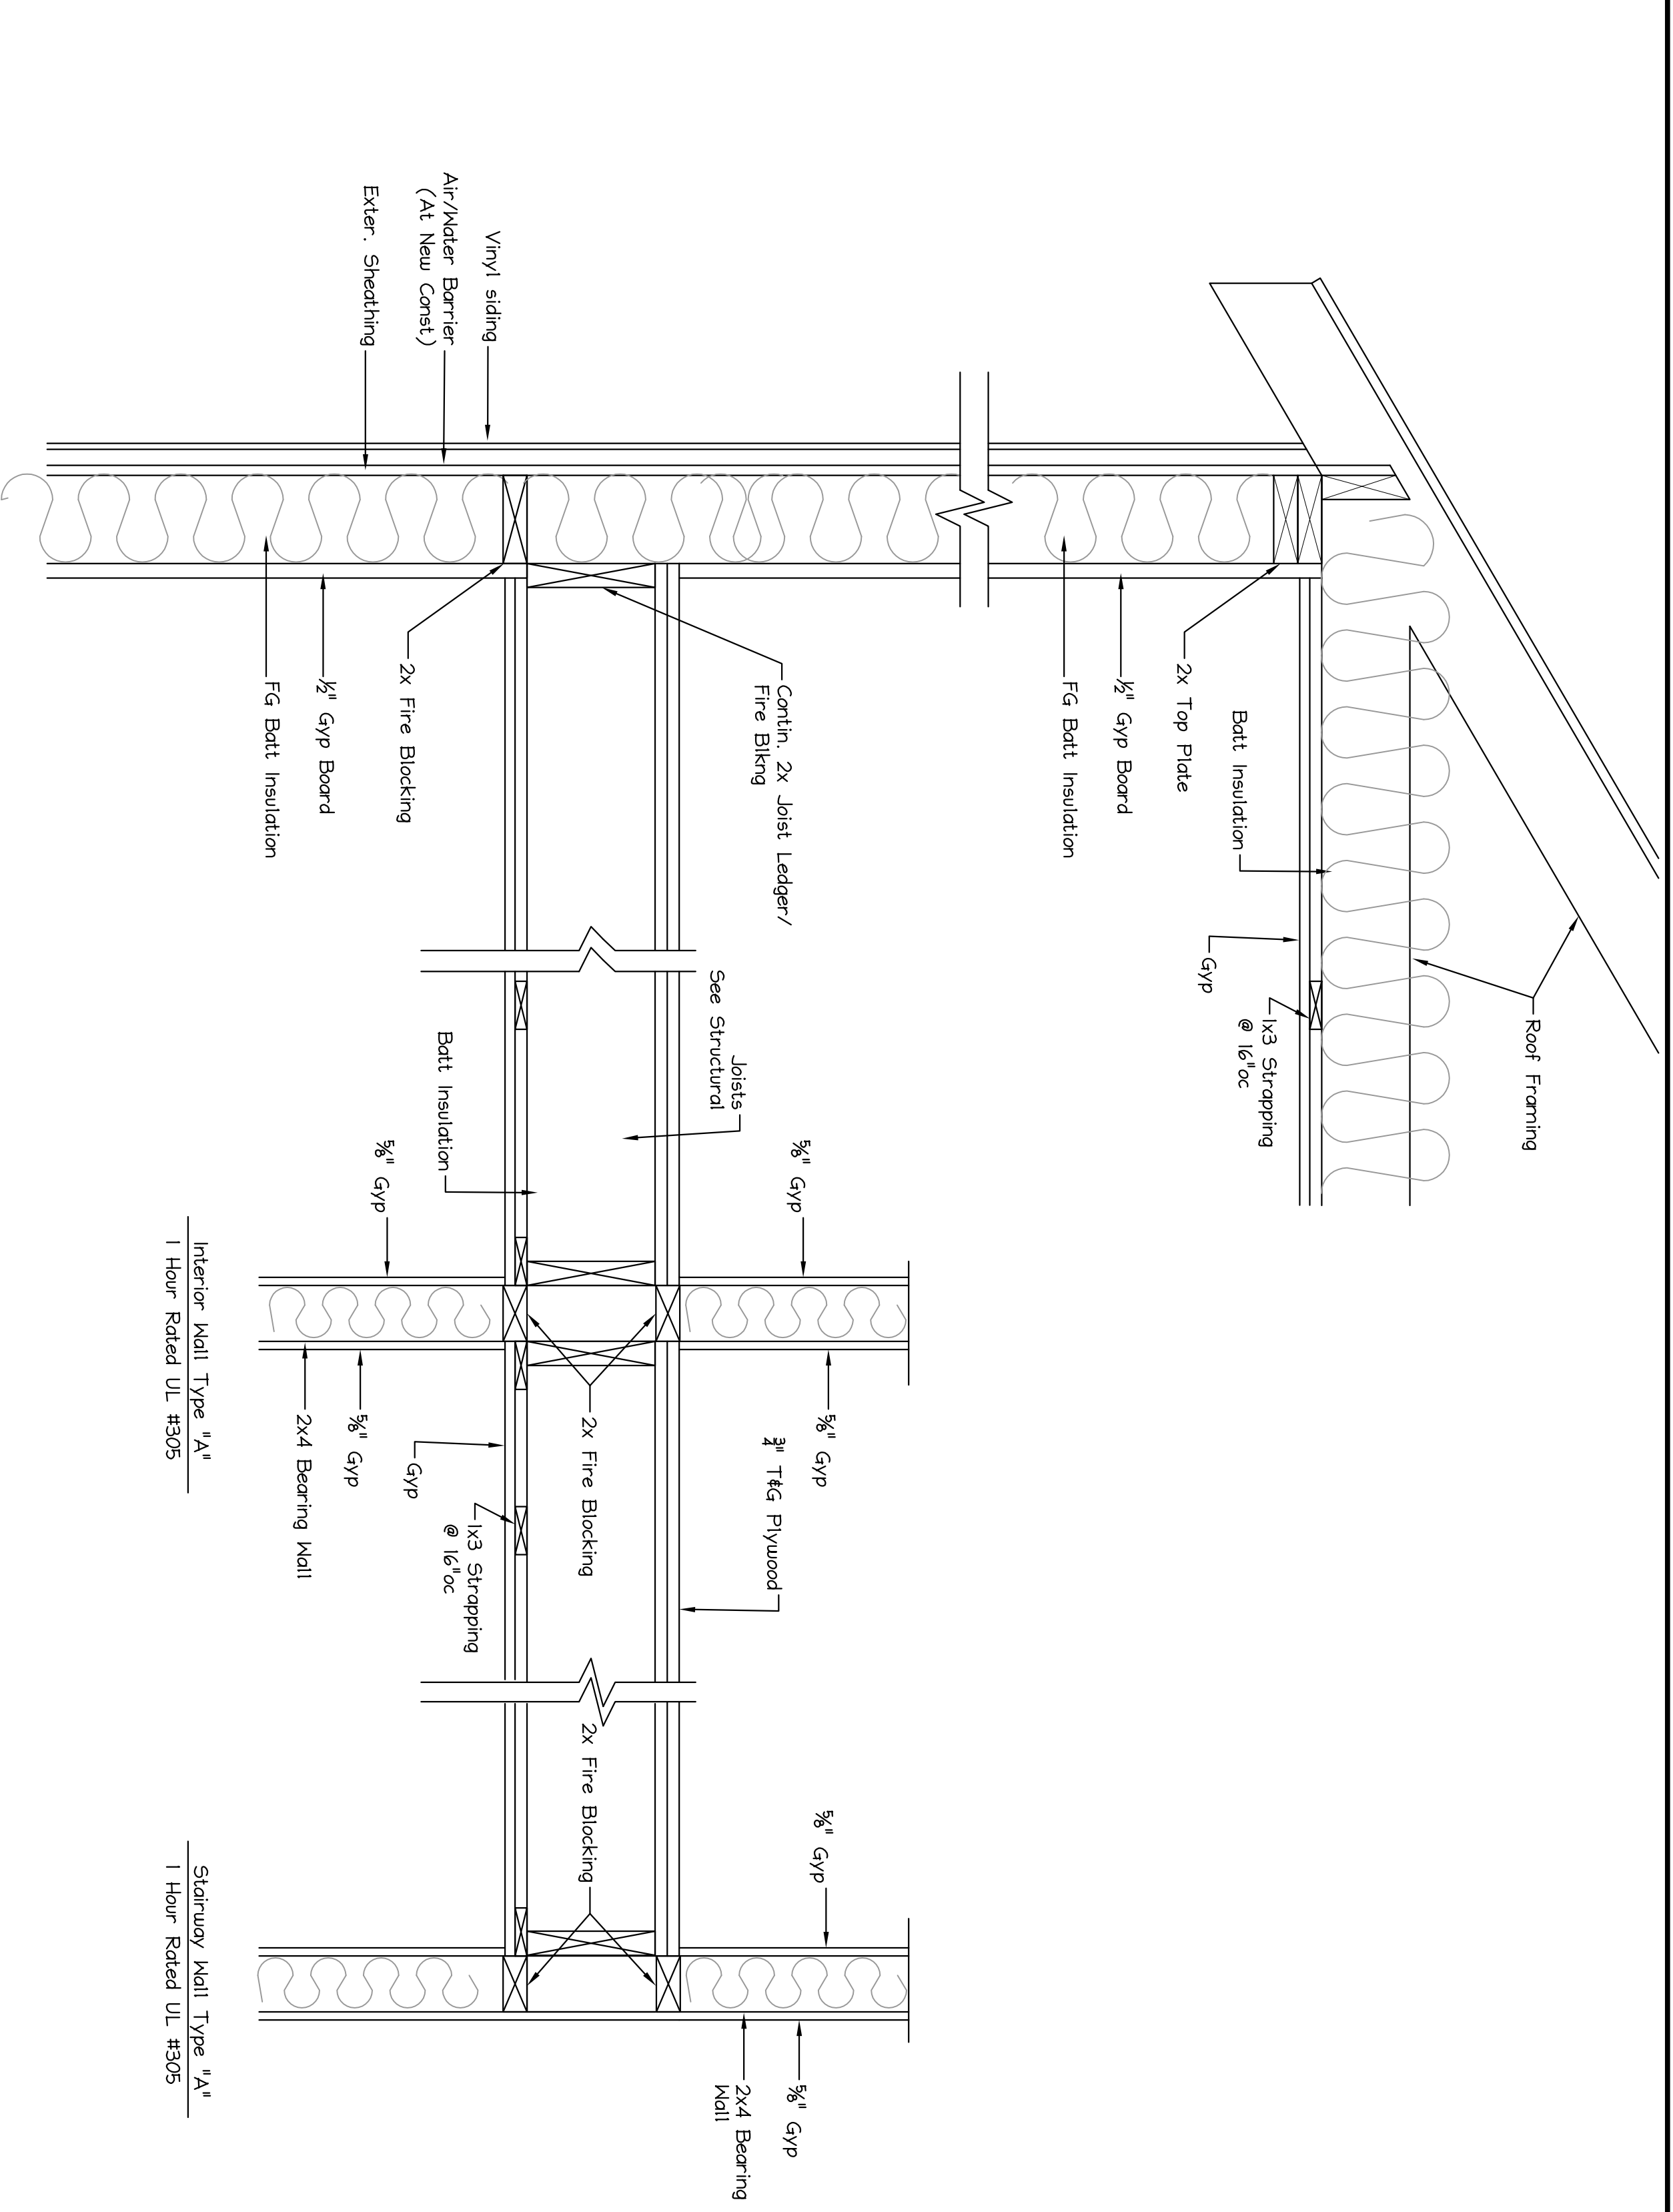 Roof Framing
1x3 Strapping
@ 16"oc
Gyp
Batt Insulation
2x Top Plate
½" Gyp Board
FG Batt Insulation
Vinyl siding
Air/Water Barrier
(At New Const)
Exter. Sheathing
Contin. 2x Joist Ledger/
Fire Blkng
2x Fire Blocking
½" Gyp Board
FG Batt Insulation
Joists
See Structural
Batt Insulation
⅝" Gyp
⅝" Gyp
⅝" Gyp
¾" T&G Plywood
2x Fire Blocking
1x3 Strapping
@ 16"oc
Gyp
⅝" Gyp
2x4 Bearing Wall
Interior Wall Type "A"
1 Hour Rated UL #305
⅝" Gyp
2x Fire Blocking
⅝" Gyp
2x4 Bearing
Wall
Stairway Wall Type "A"
1 Hour Rated UL #305